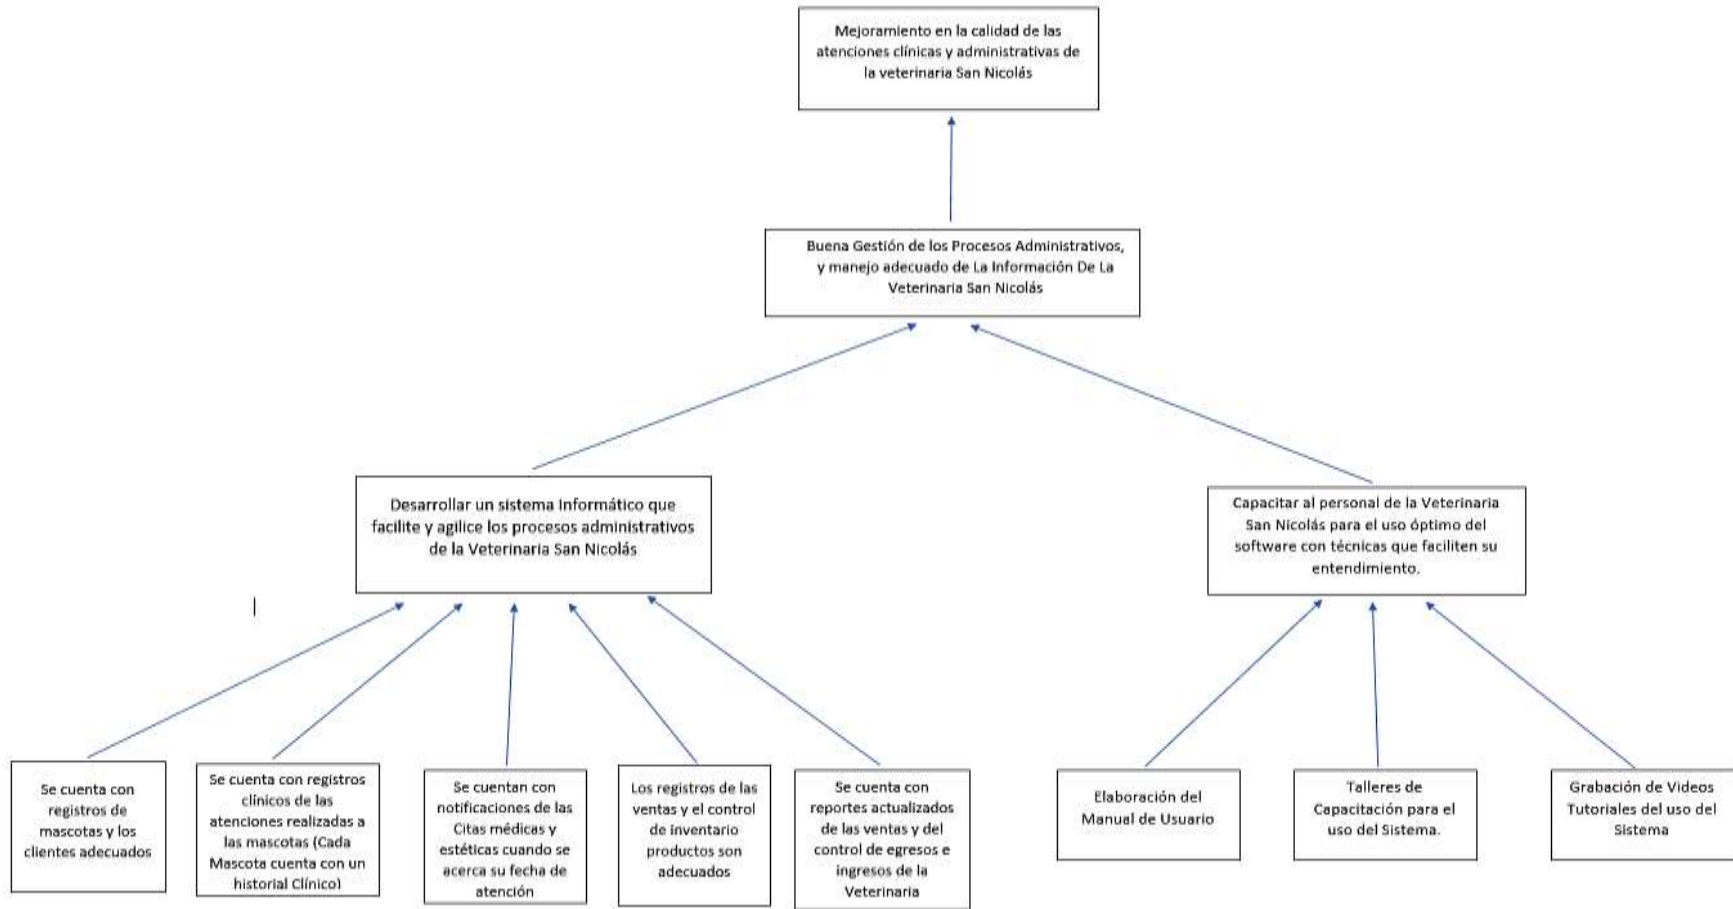 Mejoramiento en la calidad de las
atenciones clínicas y administrativas de
la veterinaria San Nicolás
Buena Gestión de los Procesos Administrativos,
y manejo adecuado de La Información De La
Veterinaria San Nicolás
Desarrollar un sistema Informático que
facilite y agilice los procesos administrativos
de la Veterinaria San Nicolás
Capacitar al personal de la Veterinaria
San Nicolás para el uso óptimo del
software con técnicas que faciliten su
entendimiento.
Se cuenta con
registros de
mascotas y los
clientes adecuados
Se cuenta con registros
clínicos de las
atenciones realizadas a
las mascotas (Cada
Mascota cuenta con un
historial Clínico)
Se cuentan con
notificaciones de las
Citas médicas y
estéticas cuando se
acerca su fecha de
atención
Los registros de las
ventas y el control
de inventario
productos son
adecuados
Se cuenta con
reportes actualizados
de las ventas y del
control de egresos e
ingresos de la
Veterinaria
Elaboración del
Manual de Usuario
Talleres de
Capacitación para el
uso del Sistema.
Grabación de Videos
Tutoriales del uso del
Sistema